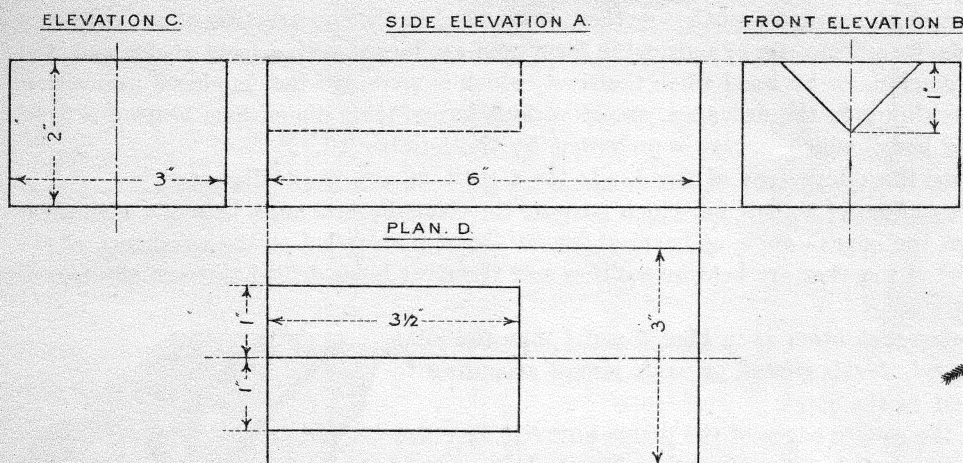 ELEVATION C.
SIDE ELEVATION A.
FRONT ELEVATION B
2"
3"
6"
1"
PLAN. D.
1"
3½"
3"
1"